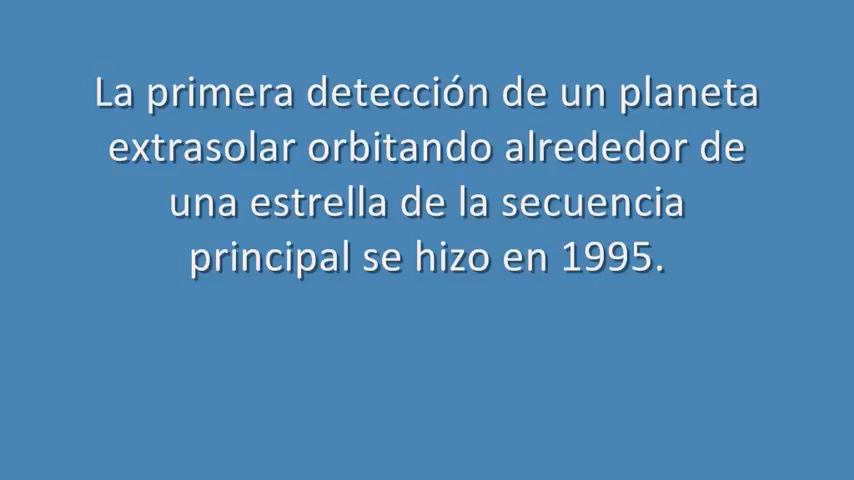 La primera detección de un planeta
extrasolar orbitando alrededor de
una estrella de la secuencia
principal se hizo en 1995.